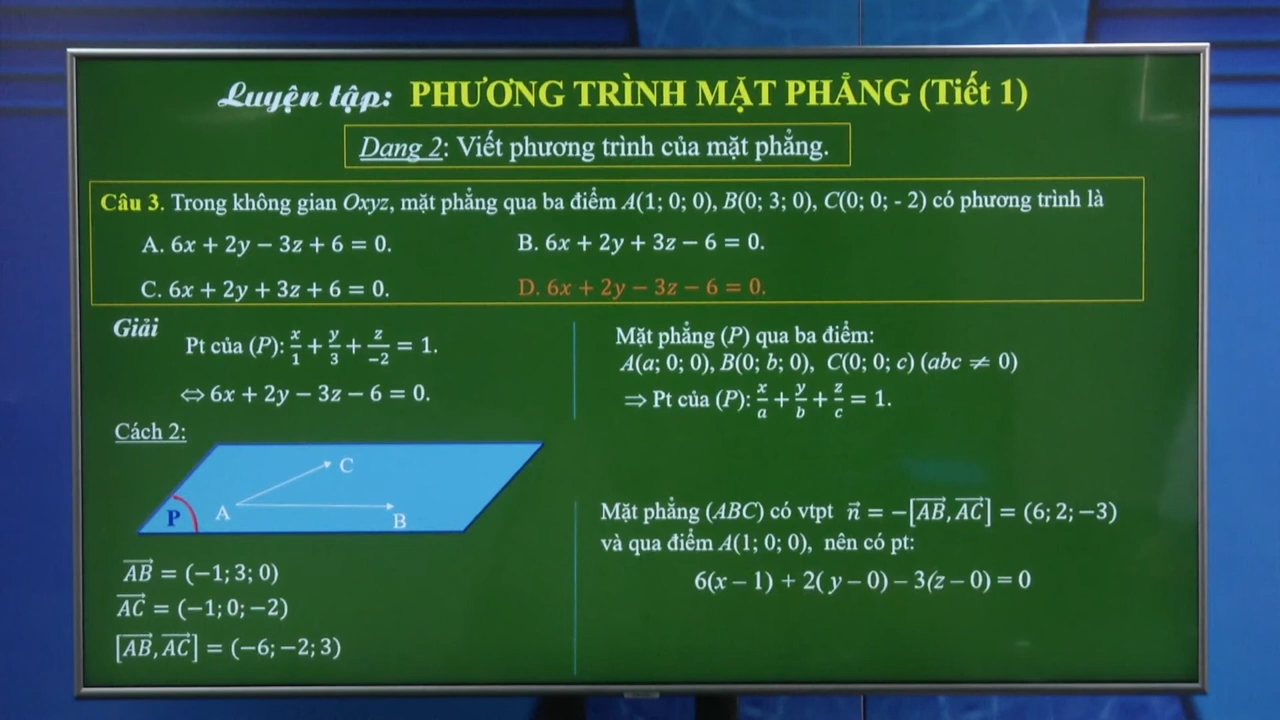 Luyện tập: PHƯƠNG TRÌNH MẶT PHẲNG (Tiết 1)
Dạng 2: Viết phương trình của mặt phẳng.
Câu 3. Trong không gian Oxyz, mặt phẳng qua ba điểm A(1; 0; 0), B(0; 3; 0), C(0; 0; - 2) có phương trình là
A. 6x + 2y − 3z + 6 = 0. B. 6x + 2y + 3z − 6 = 0.
C. 6x + 2y + 3z + 6 = 0. D. 6x + 2y − 3z − 6 = 0.
Giải
Pt của (P): x/1 + y/3 + z/−2 = 1.
⇔ 6x + 2y − 3z − 6 = 0.
Mặt phẳng (P) qua ba điểm:
A(a; 0; 0), B(0; b; 0), C(0; 0; c) (abc ≠ 0)
⇒ Pt của (P): x/a + y/b + z/c = 1.
Cách 2:
C
P A B
AB→ = (−1; 3; 0)
AC→ = (−1; 0; −2)
[AB→, AC→] = (−6; −2; 3)
Mặt phẳng (ABC) có vtpt n→ = −[AB→, AC→] = (6; 2; −3)
và qua điểm A(1; 0; 0), nên có pt:
6(x – 1) + 2( y – 0) – 3(z – 0) = 0